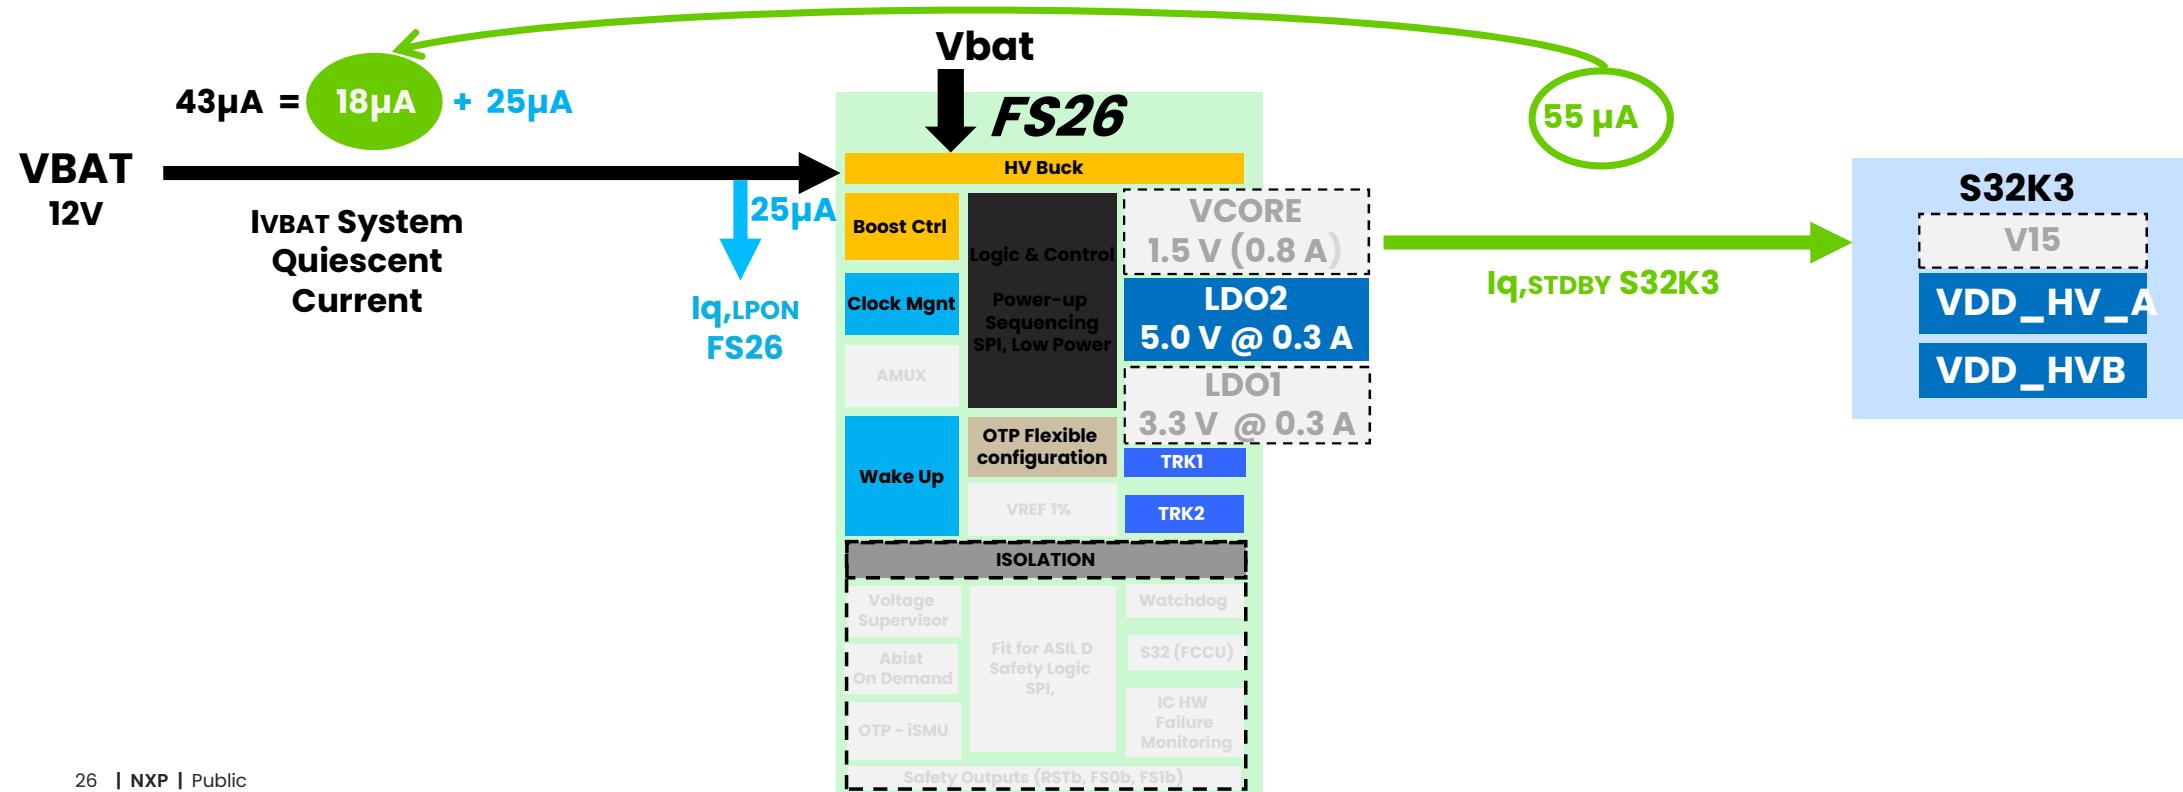 Vbat
43µA = 18µA + 25µA
55 µA
FS26
VBAT
12V
HV Buck
S32K3
25µA
IVBAT System
Quiescent
Current
Boost Ctrl
Logic & Control
Power-up
Sequencing
SPI, Low Power
VCORE
1.5 V (0.8 A)
V15
Iq,STDBY S32K3
Iq,LPON
FS26
Clock Mgnt
LDO2
5.0 V @ 0.3 A
VDD_HV_A
VDD_HVB
AMUX
LDO1
3.3 V @ 0.3 A
Wake Up
OTP Flexible
configuration
TRK1
VREF 1%
TRK2
ISOLATION
Voltage
Supervisor
Fit for ASIL D
Safety Logic
SPI,
Watchdog
Abist
On Demand
S32 (FCCU)
OTP - iSMU
IC HW
Failure
Monitoring
Safety Outputs (RSTb, FS0b, FS1b)
26 | NXP | Public